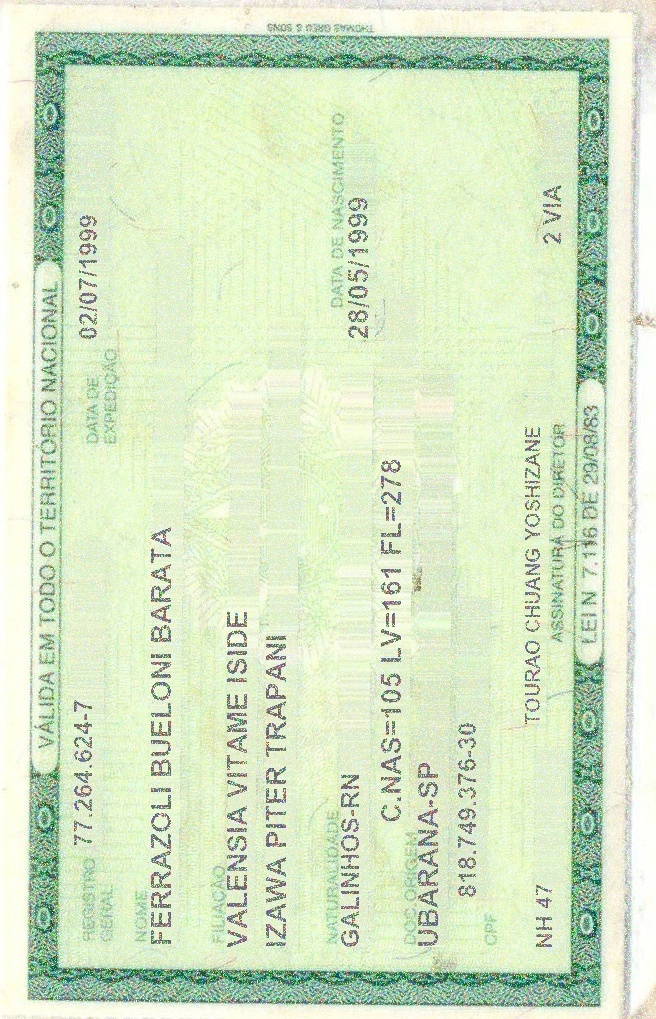 VÁLIDA EM TODO O TERRITÓRIO NACIONAL
REGISTRO GERAL 77.264.624-7 DATA DE EXPEDIÇÃO 02/07/1999
NOME
FERRAZOLI BUELONI BARATA
FILIAÇÃO
VALENSIA VITAME ISIDE
IZAWA PITER TRAPANI
NATURALIDADE DATA DE NASCIMENTO
GALINHOS-RN 28/05/1999
DOC ORIGEM C.NAS=105 LV=161 FL=278
UBARANA-SP
CPF 818.749.376-30
TOURAO CHUANG YOSHIZANE
NH 47 2 VIA
ASSINATURA DO DIRETOR
LEI N 7.116 DE 29/08/83
THOMAS GREG & SONS